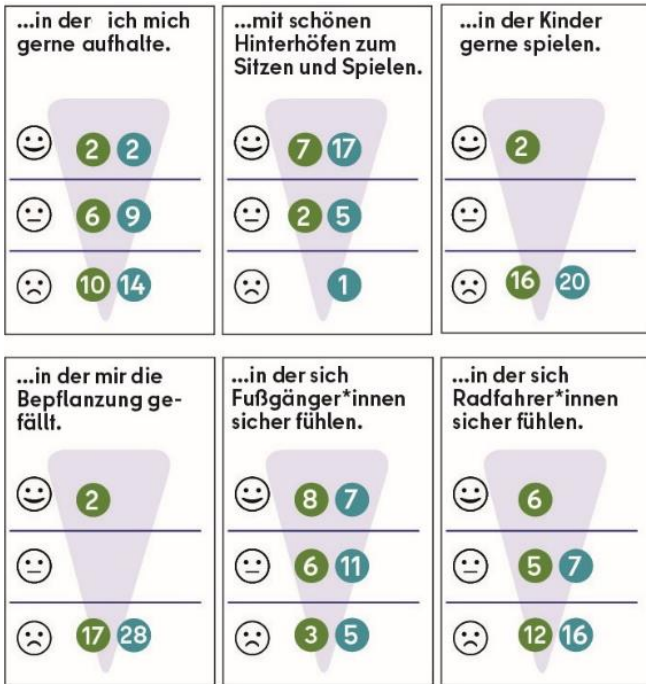 ...in der ich mich
gerne aufhalte.
2 2
6 9
10 14
...mit schönen
Hinterhöfen zum
Sitzen und Spielen.
7 17
2 5
1
...in der Kinder
gerne spielen.
2
16 20
...in der mir die
Bepflanzung ge-
fällt.
2
17 28
...in der sich
Fußgänger*innen
sicher fühlen.
8 7
6 11
3 5
...in der sich
Radfahrer*innen
sicher fühlen.
6
5 7
12 16